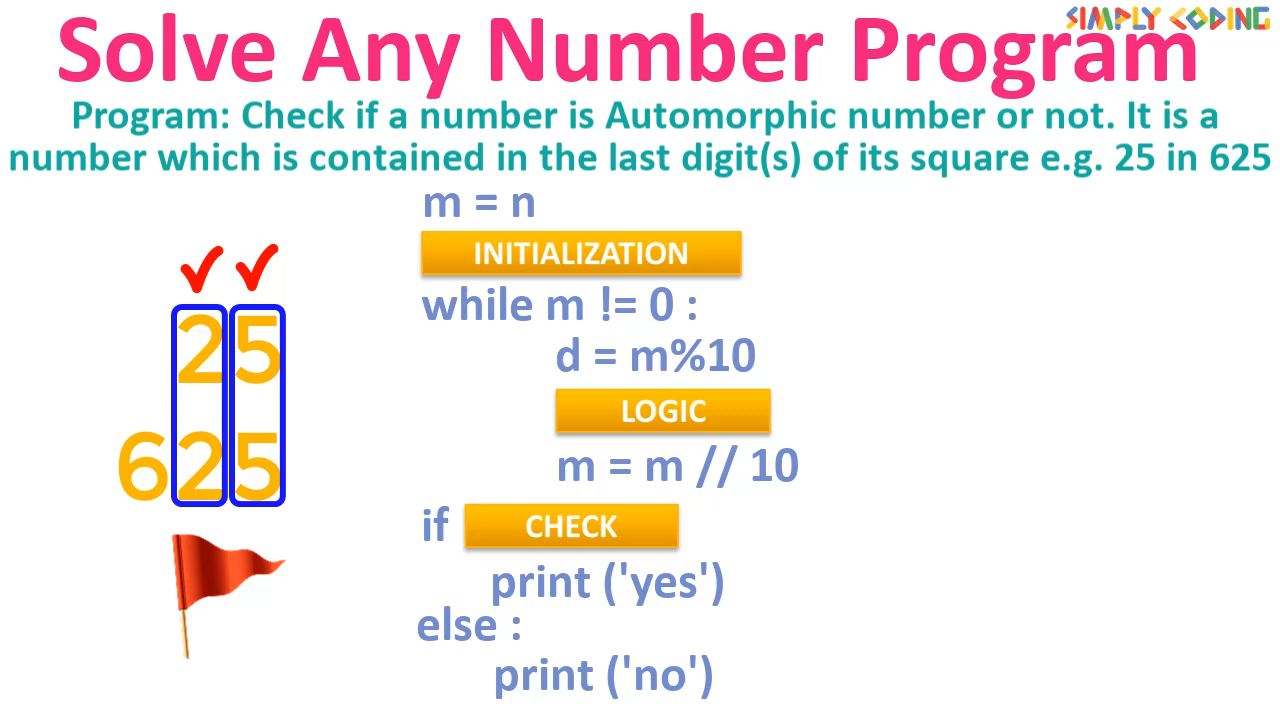 SIMPLY CODING
Solve Any Number Program
Program: Check if a number is Automorphic number or not. It is a
number which is contained in the last digit(s) of its square e.g. 25 in 625
m = n
INITIALIZATION
while m != 0 :
d = m%10
LOGIC
m = m // 10
if CHECK
print ('yes')
else :
print ('no')
25
625